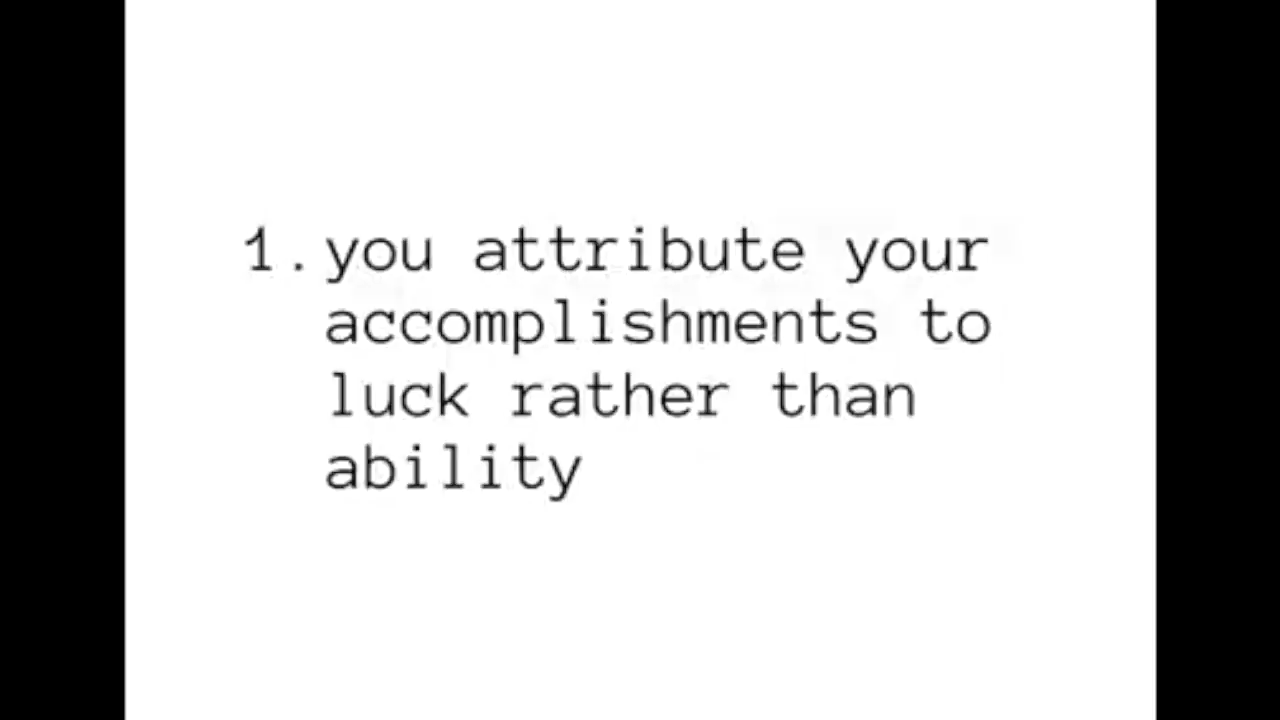 1. you attribute your
accomplishments to
luck rather than
ability